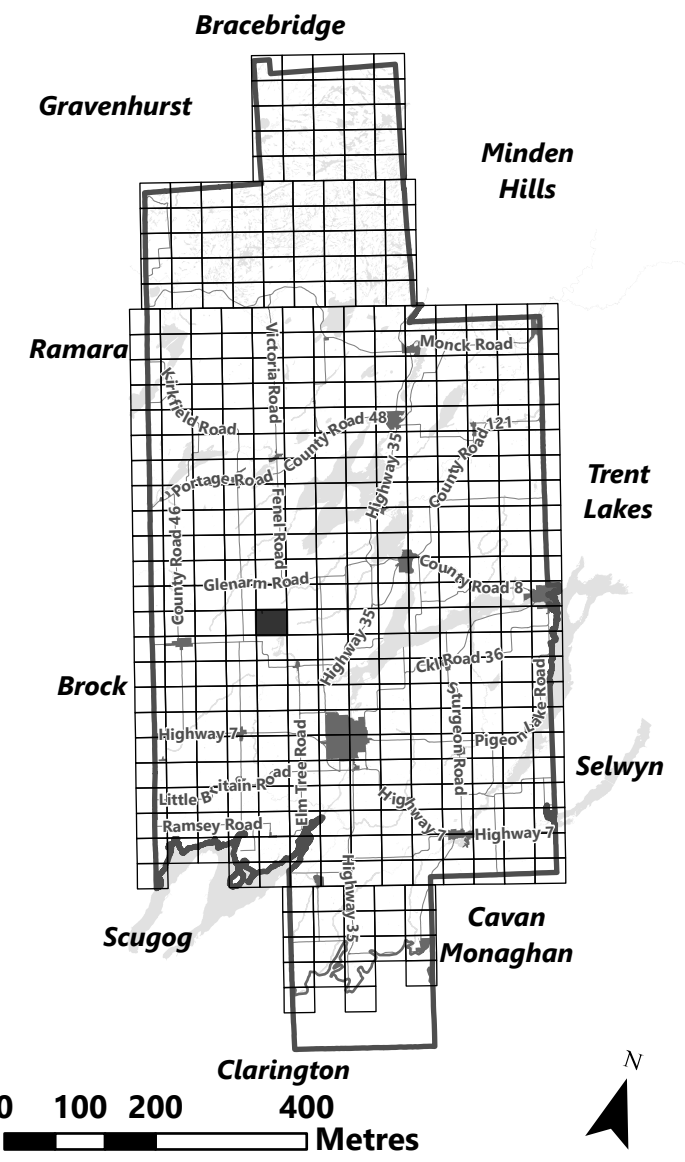 Bracebridge
Gravenhurst
Minden
Hills
Ramara
Victoria Road
Monck Road
Kirkfield Road
County Road 48
Highway 35
County Road 121
Portage Road
Trent
Lakes
County Road 46
Fenel Road
Glenarm Road
County Road 8
Highway 35
Ckl Road 36
Brock
Sturgeon Road
Pigeon Lake Road
Highway 7
Elm Tree Road
Selwyn
Little Britain Road
Highway 7
Ramsey Road
Highway 7
Highway 35
Scugog
Cavan
Monaghan
Clarington
N
0 100 200 400
Metres